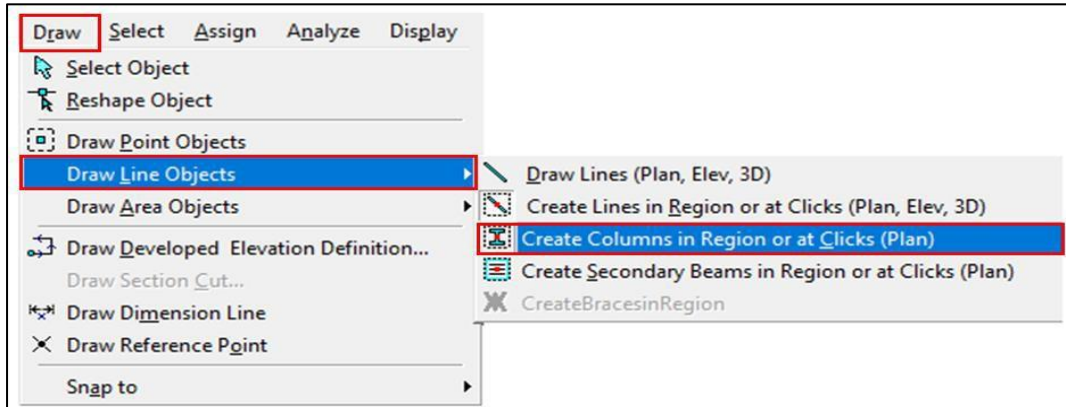 Draw Select Assign Analyze Display
Select Object
Reshape Object
Draw Point Objects
Draw Line Objects
Draw Area Objects
Draw Developed Elevation Definition...
Draw Section Cut...
Draw Dimension Line
Draw Reference Point
Snap to
Draw Lines (Plan, Elev, 3D)
Create Lines in Region or at Clicks (Plan, Elev, 3D)
Create Columns in Region or at Clicks (Plan)
Create Secondary Beams in Region or at Clicks (Plan)
CreateBracesinRegion